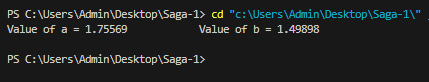 PS C:\Users\Admin\Desktop\Saga-1> cd "c:\Users\Admin\Desktop\Saga-1\"
Value of a = 1.75569 Value of b = 1.49898
PS C:\Users\Admin\Desktop\Saga-1>